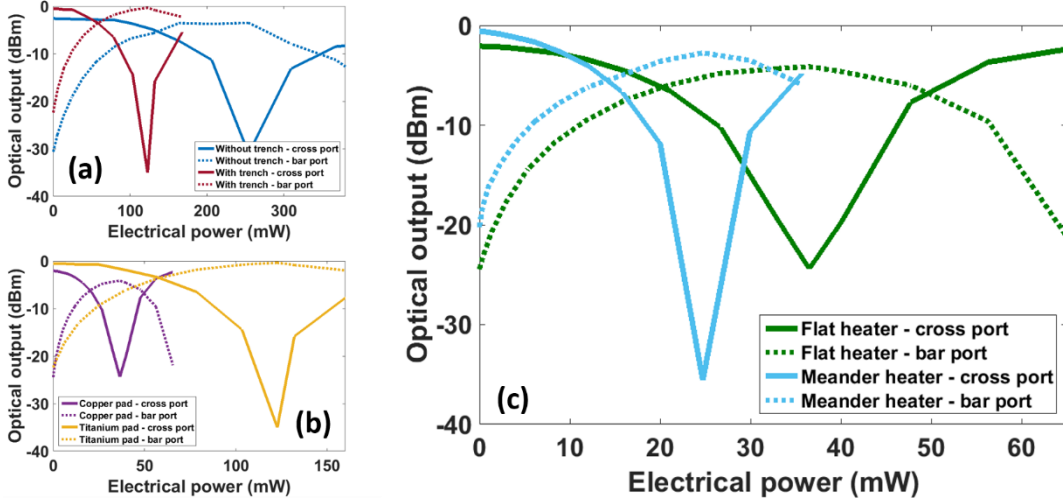 0
-10
-20
-30
-40
Optical output (dBm)
(a)
Without trench - cross port
Without trench - bar port
With trench - cross port
With trench - bar port
0
100
200
300
Electrical power (mW)
0
-10
-20
-30
-40
Optical output (dBm)
Copper pad - cross port
Copper pad - bar port
Titanium pad - cross port
Titanium pad - bar port
(b)
0
50
100
150
Electrical power (mW)
0
-10
-20
-30
-40
Optical output (dBm)
(c)
Flat heater - cross port
Flat heater - bar port
Meander heater - cross port
Meander heater - bar port
0
10
20
30
40
50
60
Electrical power (mW)